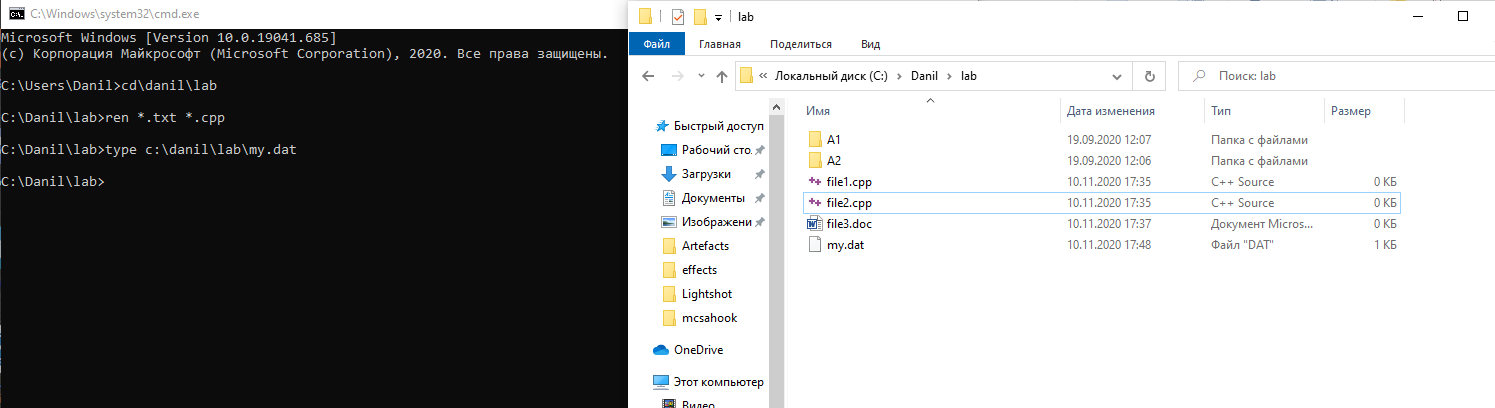 C:\Windows\system32\cmd.exe
Microsoft Windows [Version 10.0.19041.685]
(c) Корпорация Майкрософт (Microsoft Corporation), 2020. Все права защищены.
C:\Users\Danil>cd\danil\lab
C:\Danil\lab>ren *.txt *.cpp
C:\Danil\lab>type c:\danil\lab\my.dat
C:\Danil\lab>
lab
Файл Главная Поделиться Вид
« Локальный диск (C:) > Danil > lab
Поиск: lab
Быстрый доступ
Рабочий сто.
Загрузки
Документы
Изображени
Artefacts
effects
Lightshot
mcsahook
OneDrive
Этот компьютер
Видео
Имя Дата изменения Тип Размер
A1 19.09.2020 12:07 Папка с файлами
A2 19.09.2020 12:06 Папка с файлами
file1.cpp 10.11.2020 17:35 C++ Source 0 КБ
file2.cpp 10.11.2020 17:35 C++ Source 0 КБ
file3.doc 10.11.2020 17:37 Документ Micros... 0 КБ
my.dat 10.11.2020 17:48 Файл "DAT" 1 КБ